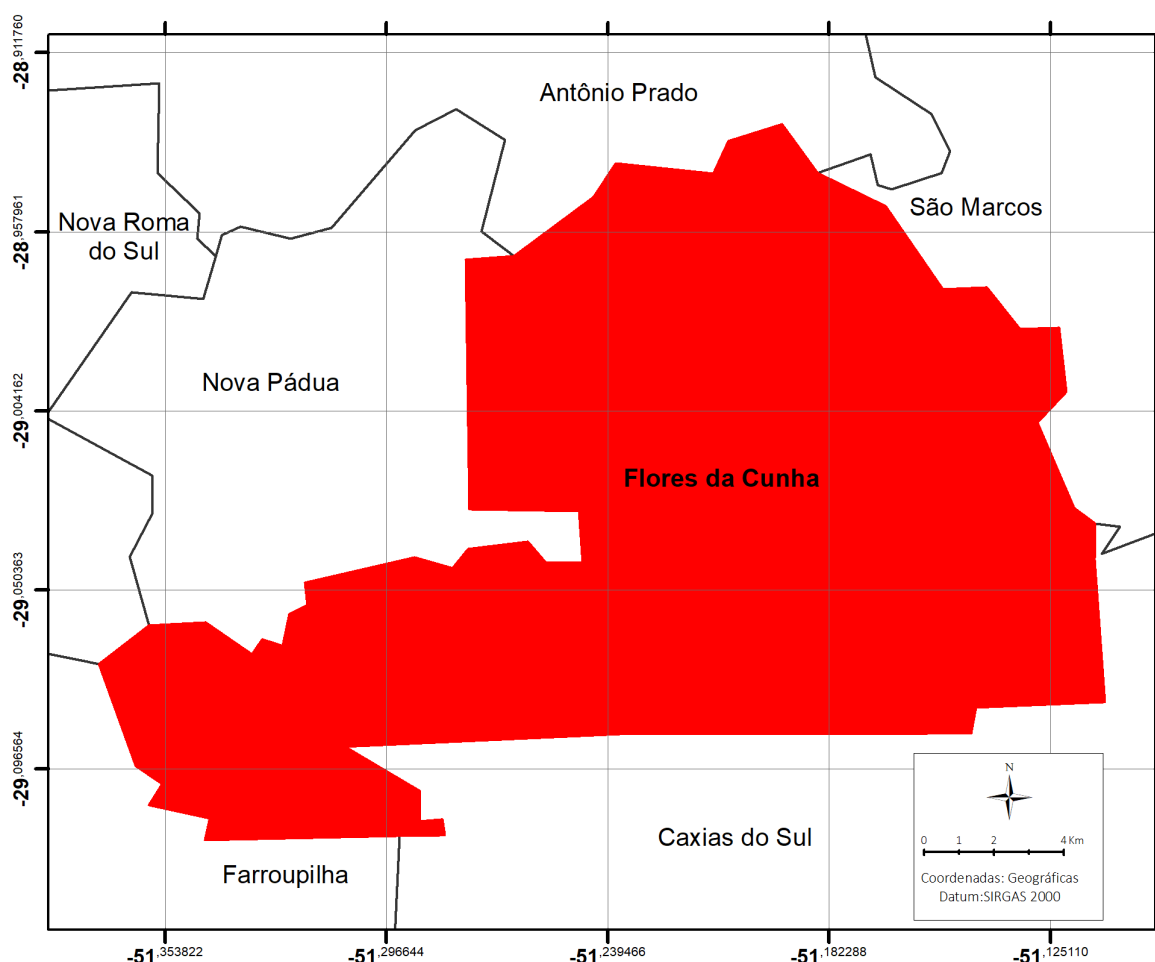 Antônio Prado
São Marcos
Nova Roma
do Sul
Nova Pádua
Flores da Cunha
Caxias do Sul
Farroupilha
N
0 1 2 4 Km
Coordenadas: Geográficas
Datum:SIRGAS 2000
-28,911760
-28,957961
-29,004162
-29,050363
-29,096564
-51,353822 -51,296644 -51,239466 -51,182288 -51,125110